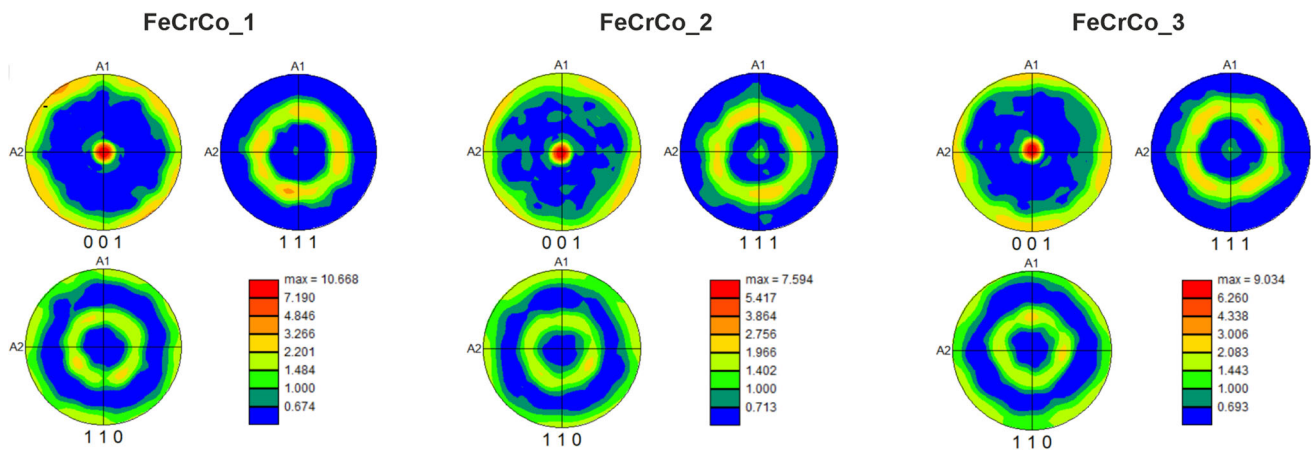 FeCrCo_1
A1
A1
A2
A2
0 0 1
1 1 1
A1
A2
1 1 0
max = 10.668
7.190
4.846
3.266
2.201
1.484
1.000
0.674
FeCrCo_2
A1
A1
A2
A2
0 0 1
1 1 1
A1
A2
1 1 0
max = 7.594
5.417
3.864
2.756
1.966
1.402
1.000
0.713
FeCrCo_3
A1
A1
A2
A2
0 0 1
1 1 1
A1
A2
1 1 0
max = 9.034
6.260
4.338
3.006
2.083
1.443
1.000
0.693